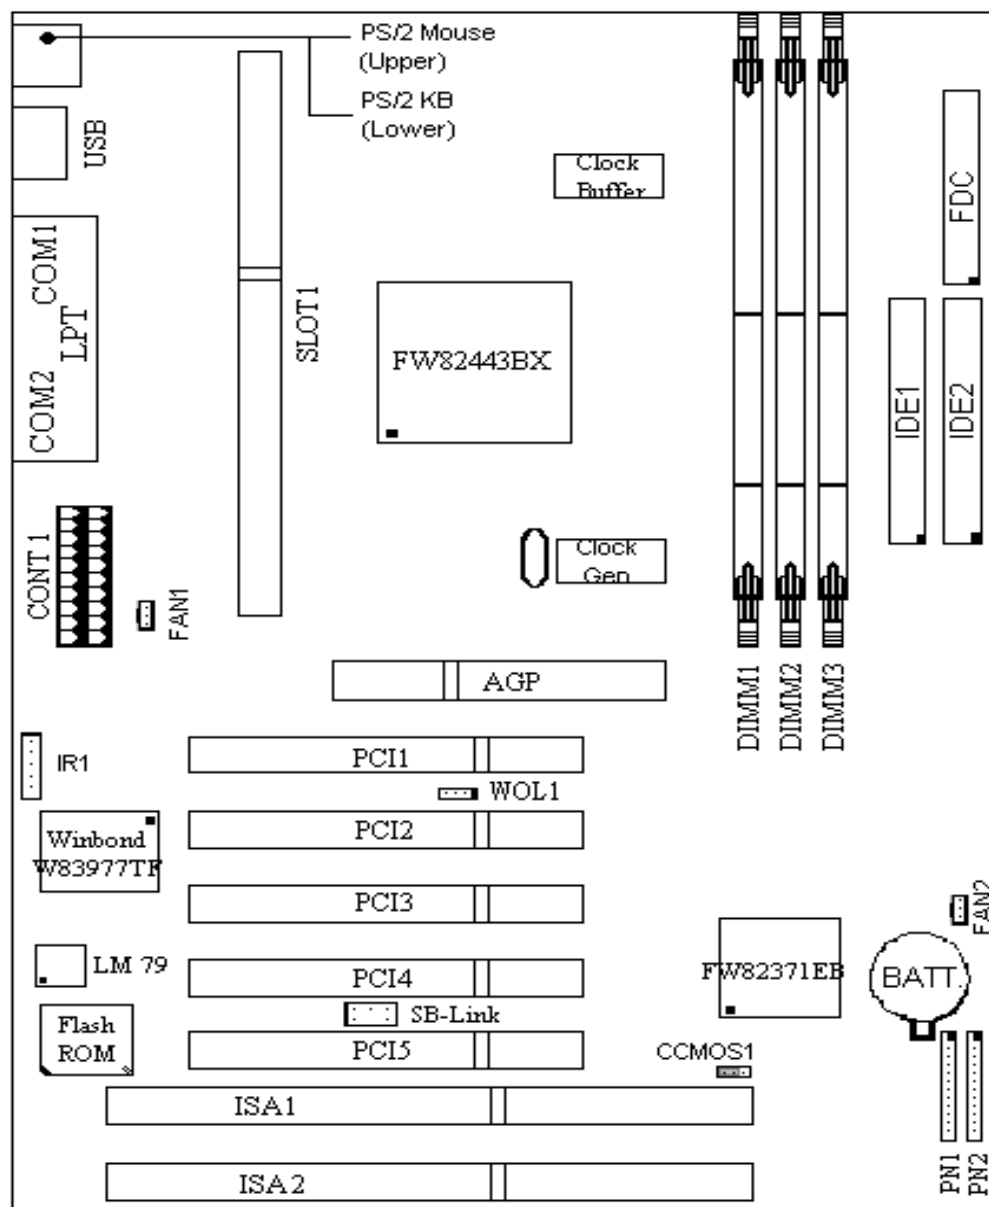 PS/2 Mouse
(Upper)
PS/2 KB
(Lower)
USB
Clock
Buffer
FDC
COM1
LPT
COM2
SLOT1
FW82443BX
IDE1
IDE2
CONT 1
FAN1
Clock
Gen
AGP
DIMM1
DIMM2
DIMM3
IR1
PCI1
WOL1
Winbond
W83977TF
PCI2
PCI3
FAN2
LM 79
PCI4
FW82371EB
BATT.
SB-Link
Flash
ROM
PCI5
CCMOS1
ISA1
PN1
PN2
ISA2